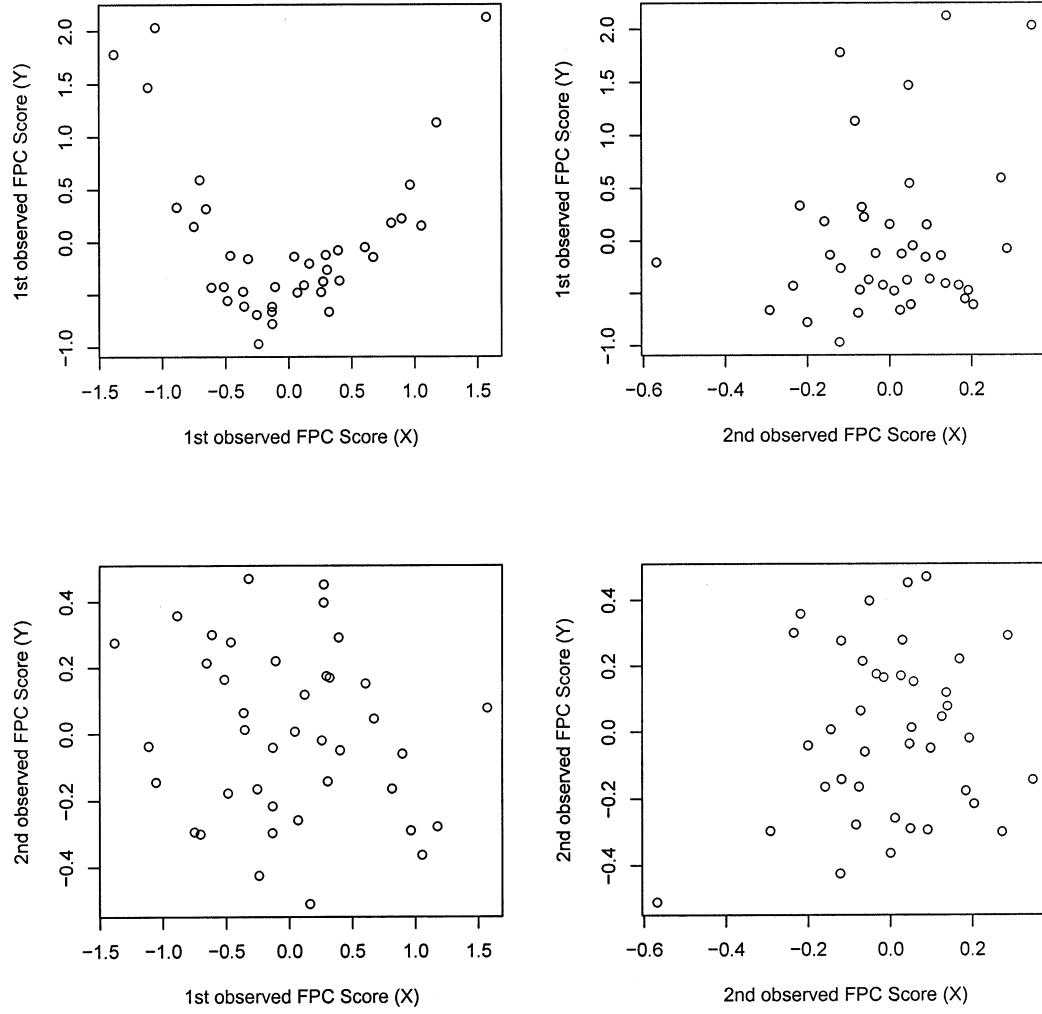 1st observed FPC Score (Y)
2.0
1.5
1.0
0.5
0.0
−1.0
−1.5 −1.0 −0.5 0.0 0.5 1.0 1.5
1st observed FPC Score (X)
1st observed FPC Score (Y)
2.0
1.5
1.0
0.5
0.0
−1.0
−0.6 −0.4 −0.2 0.0 0.2
2nd observed FPC Score (X)
2nd observed FPC Score (Y)
0.4
0.2
0.0
−0.2
−0.4
−1.5 −1.0 −0.5 0.0 0.5 1.0 1.5
1st observed FPC Score (X)
2nd observed FPC Score (Y)
0.4
0.2
0.0
−0.2
−0.4
−0.6 −0.4 −0.2 0.0 0.2
2nd observed FPC Score (X)